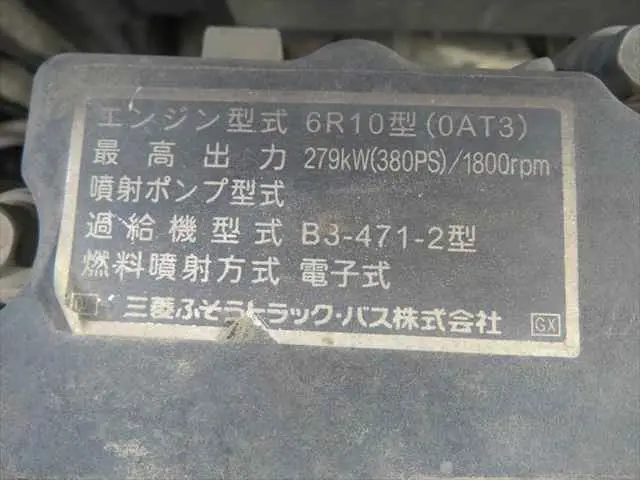 エンジン型式 6R10型(0AT3)
最高出力 279kW(380PS)/1800rpm
噴射ポンプ型式
過給機型式 B3-471-2型
燃料噴射方式 電子式
三菱ふそうトラック・バス株式会社 GX